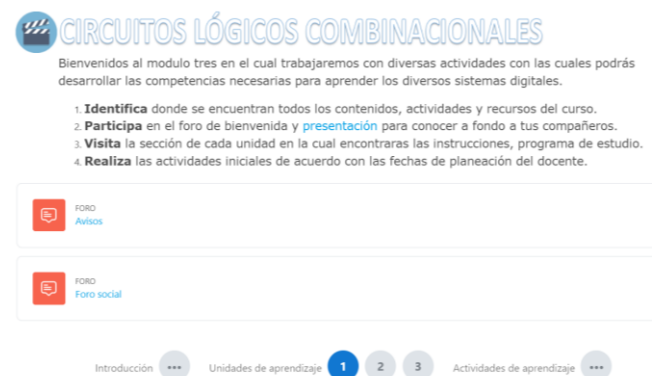 CIRCUITOS LÓGICOS COMBINACIONALES
Bienvenidos al modulo tres en el cual trabajaremos con diversas actividades con las cuales podrás
desarrollar las competencias necesarias para aprender los diversos sistemas digitales.
1. Identifica donde se encuentran todos los contenidos, actividades y recursos del curso.
2. Participa en el foro de bienvenida y presentación para conocer a fondo a tus compañeros.
3. Visita la sección de cada unidad en la cual encontraras las instrucciones, programa de estudio.
4. Realiza las actividades iniciales de acuerdo con las fechas de planeación del docente.
FORO
Avisos
FORO
Foro social
Introducción ... Unidades de aprendizaje 1 2 3 Actividades de aprendizaje ...